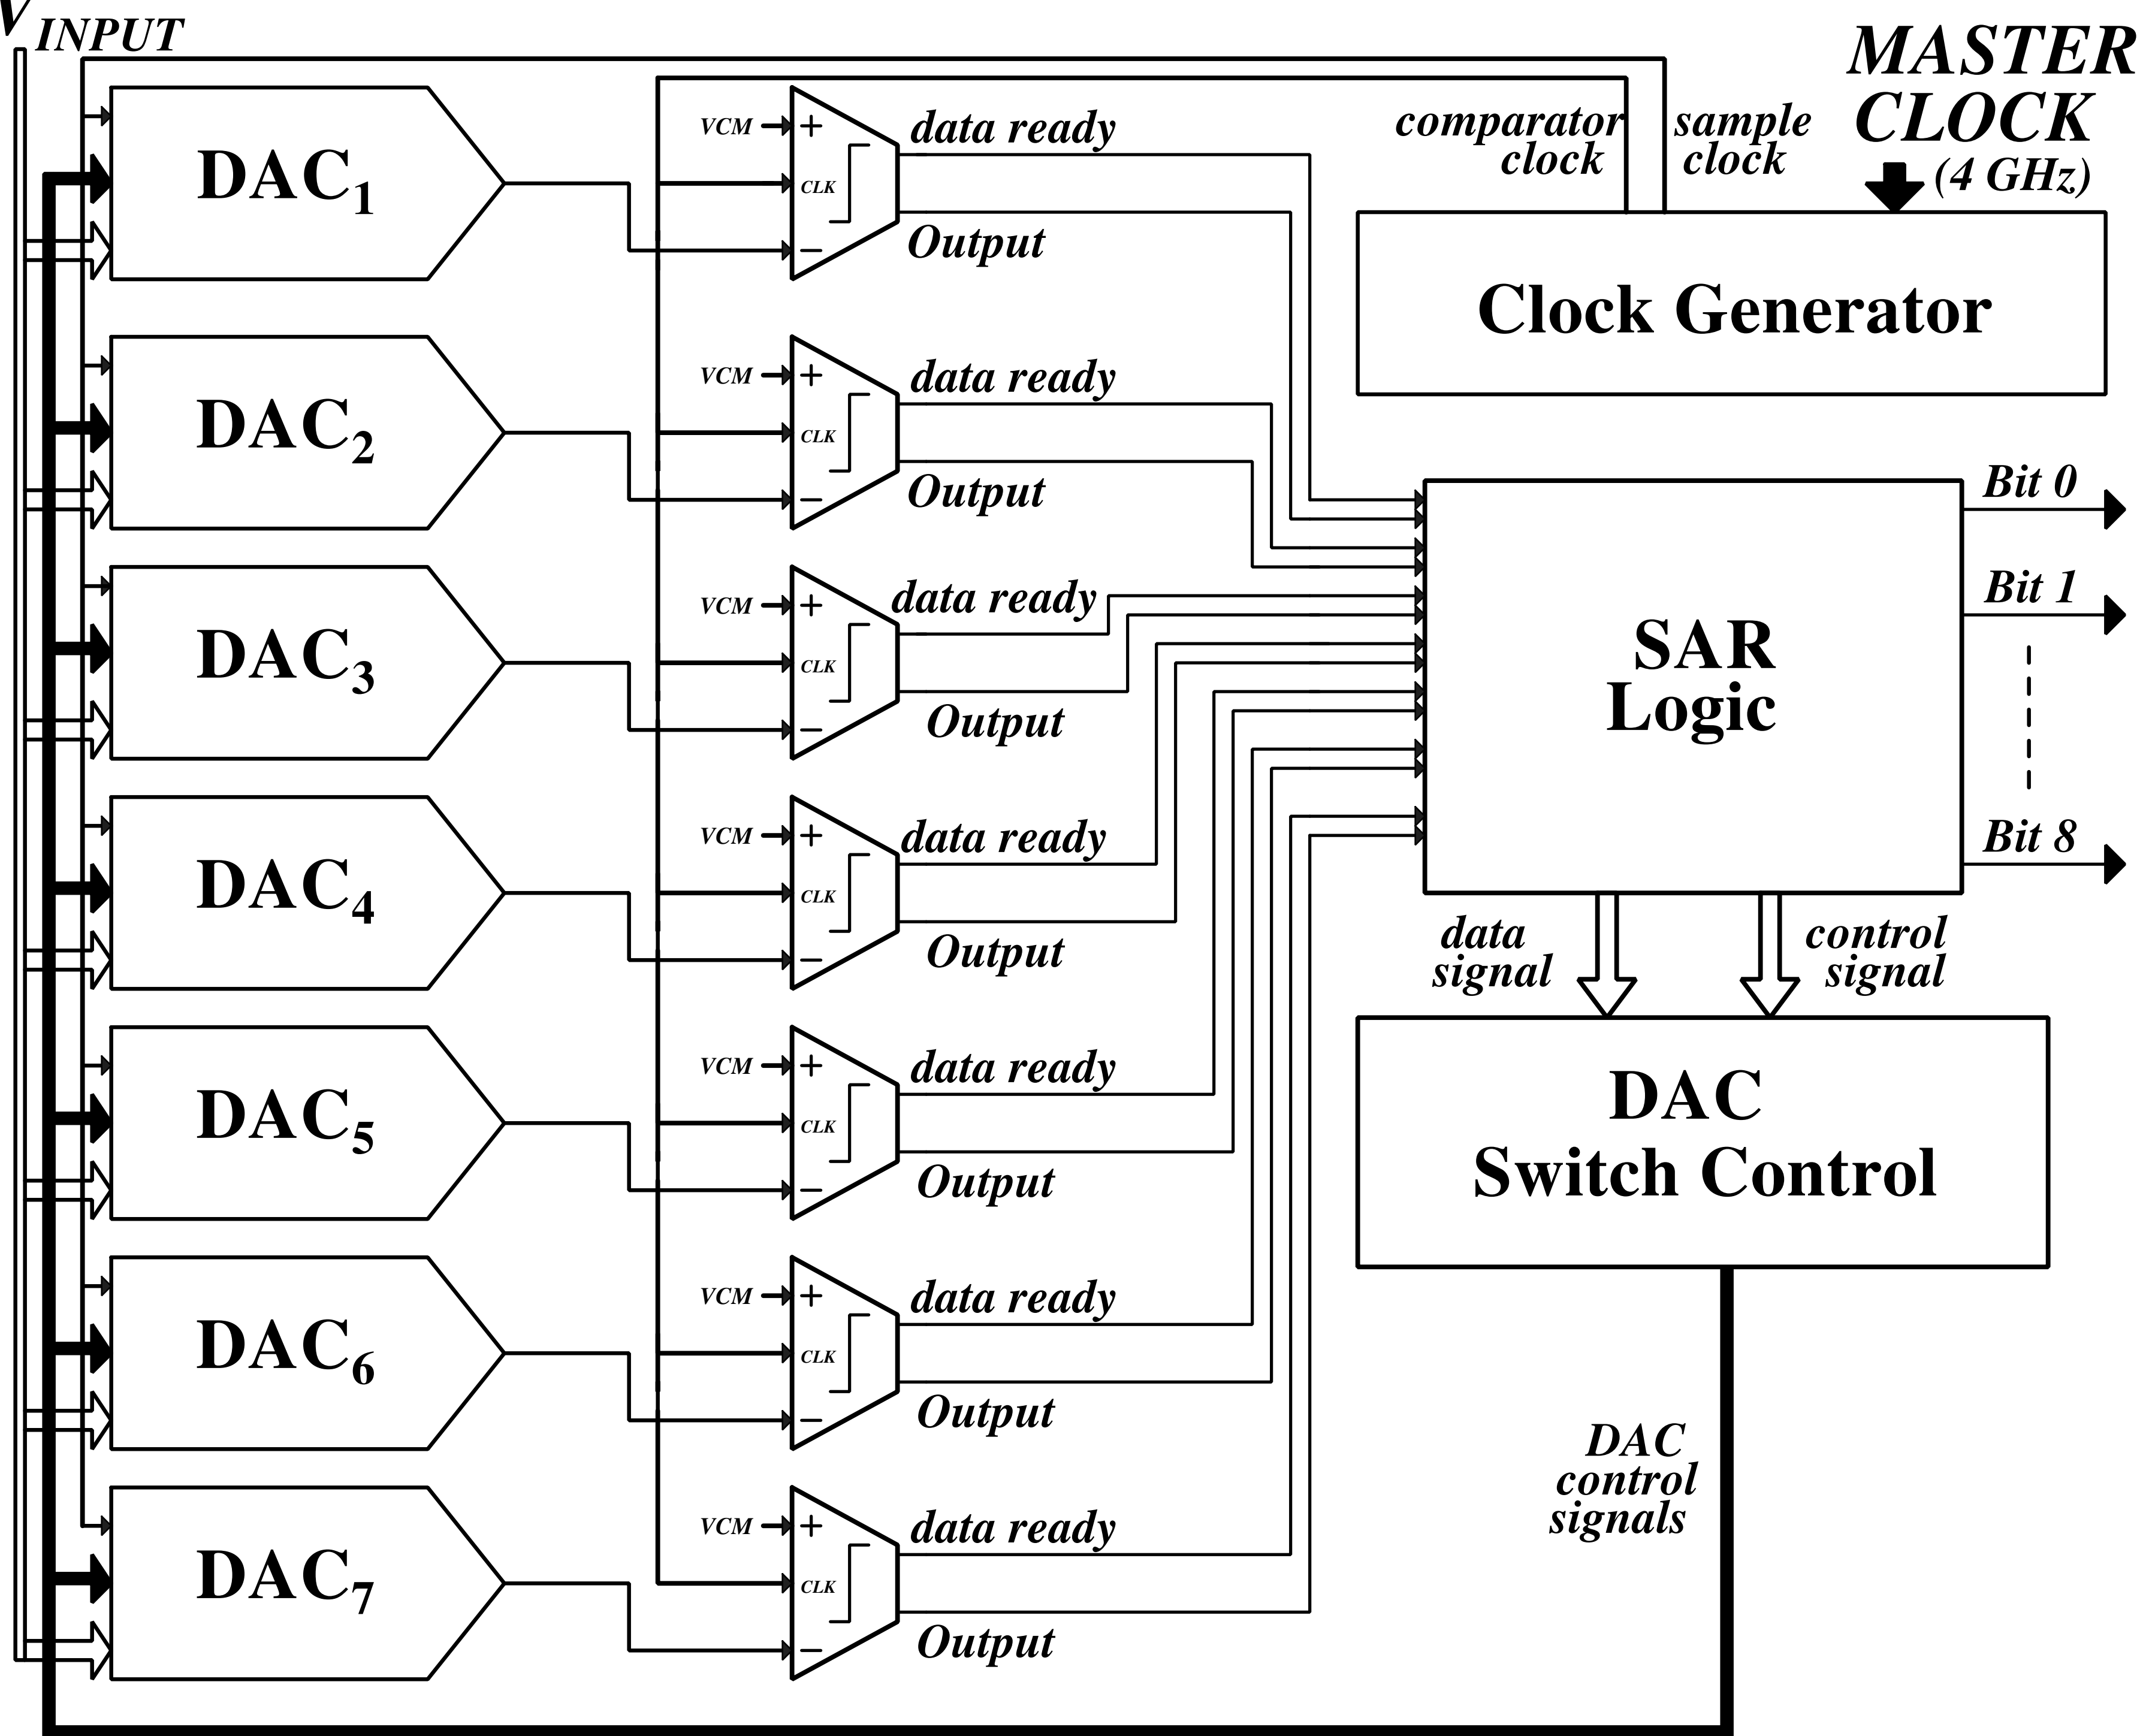 VINPUT
MASTER
CLOCK
(4 GHz)
comparator
clock
sample
clock
Clock Generator
DAC1
VCM
+
CLK
−
data ready
Output
DAC2
VCM
+
CLK
−
data ready
Output
DAC3
VCM
+
CLK
−
data ready
Output
DAC4
VCM
+
CLK
−
data ready
Output
DAC5
VCM
+
CLK
−
data ready
Output
DAC6
VCM
+
CLK
−
data ready
Output
DAC7
VCM
+
CLK
−
data ready
Output
SAR
Logic
Bit 0
Bit 1
Bit 8
data
signal
control
signal
DAC
Switch Control
DAC
control
signals